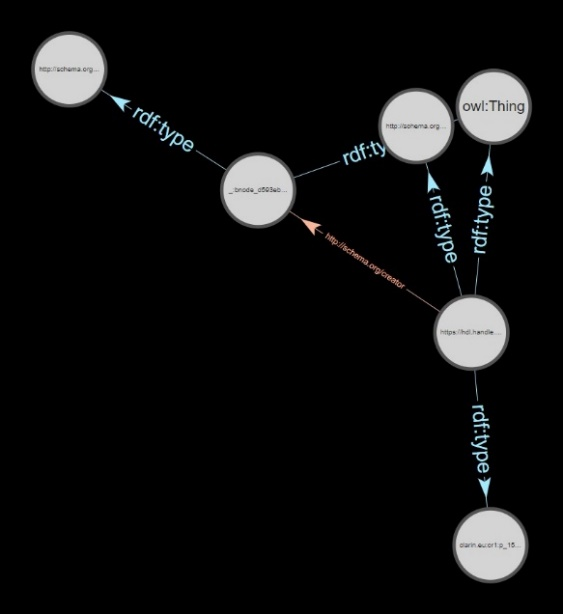 http://schema.org...
owl:Thing
http://schema.org...
rdf:type
rdf:ty
_:bnode_d593eb...
rdf:type
rdf:type
http://schema.org/creator
https://hdl.handle....
rdf:type
clarin.eu:cr1:p_15...